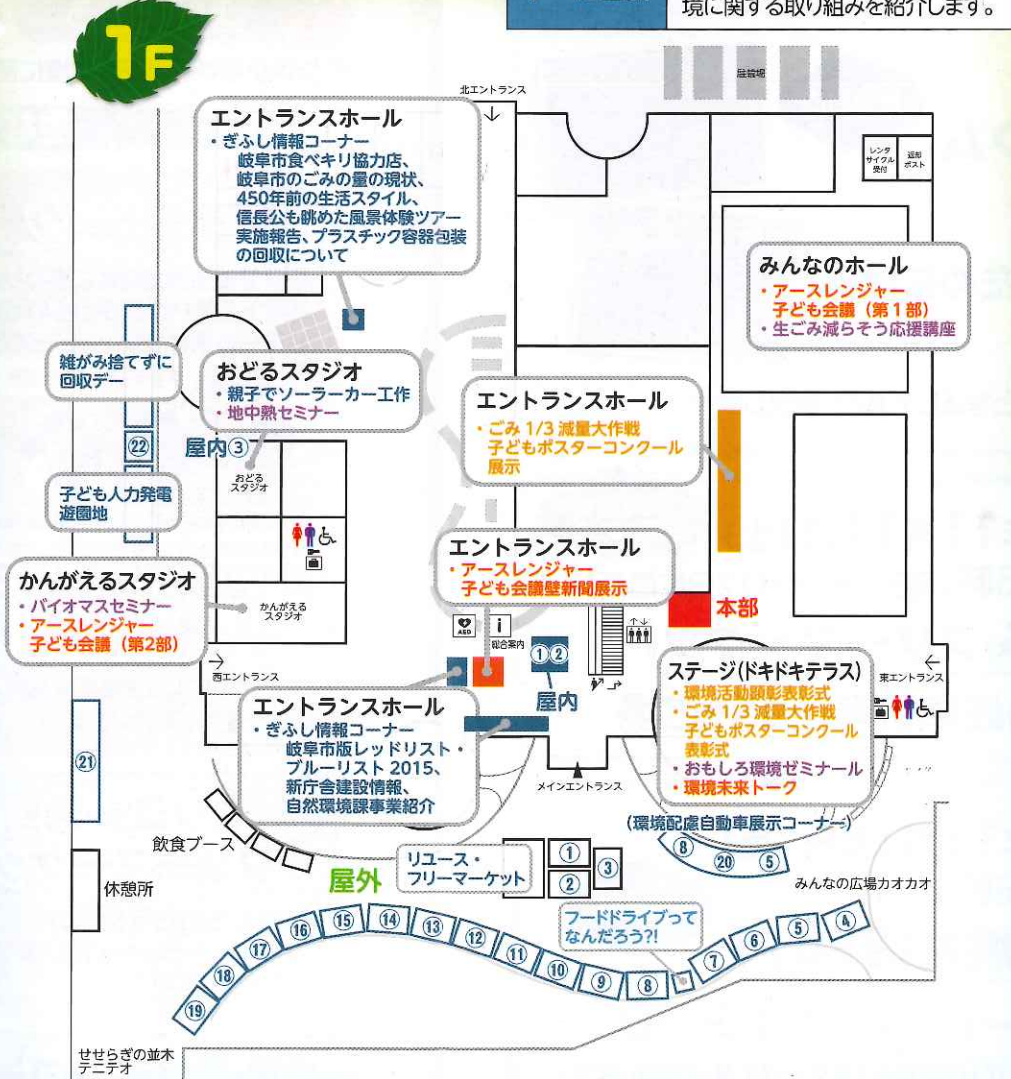 境に関する取り組みを紹介します。
1F
北エントランス
駐輪場
レンタ
サイクル
受付
返却
ポスト
エントランスホール
・ぎふし情報コーナー
岐阜市食べキリ協力店、
岐阜市のごみの量の現状、
450年前の生活スタイル、
信長公も眺めた風景体験ツアー
実施報告、プラスチック容器包装
の回収について
みんなのホール
・アースレンジャー
子ども会議（第1部）
・生ごみ減らそう応援講座
雑がみ捨てずに
回収デー
おどるスタジオ
・親子でソーラーカー工作
・地中熱セミナー
エントランスホール
・ごみ 1/3 減量大作戦
子どもポスターコンクール
展示
㉒
屋内③
おどる
スタジオ
子ども人力発電
遊園地
エントランスホール
・アースレンジャー
子ども会議壁新聞展示
かんがえるスタジオ
・バイオマスセミナー
・アースレンジャー
子ども会議（第2部）
かんがえる
スタジオ
本部
AED
i
総合案内
①②
屋内
西エントランス
東エントランス
ステージ(ドキドキテラス)
・環境活動顕彰表彰式
・ごみ 1/3 減量大作戦
子どもポスターコンクール
表彰式
・おもしろ環境ゼミナール
・環境未来トーク
エントランスホール
・ぎふし情報コーナー
岐阜市版レッドリスト・
ブルーリスト 2015、
新庁舎建設情報、
自然環境課事業紹介
㉑
メインエントランス
(環境配慮自動車展示コーナー)
⑧ ⑳ ⑤
飲食ブース
休憩所
屋外
リユース・
フリーマーケット
① ② ③
みんなの広場カオカオ
フードドライブって
なんだろう?!
⑲ ⑱ ⑰ ⑯ ⑮ ⑭ ⑬ ⑫ ⑪ ⑩ ⑨ ⑧ ⑦ ⑥ ⑤ ④
せせらぎの並木
テニテオ